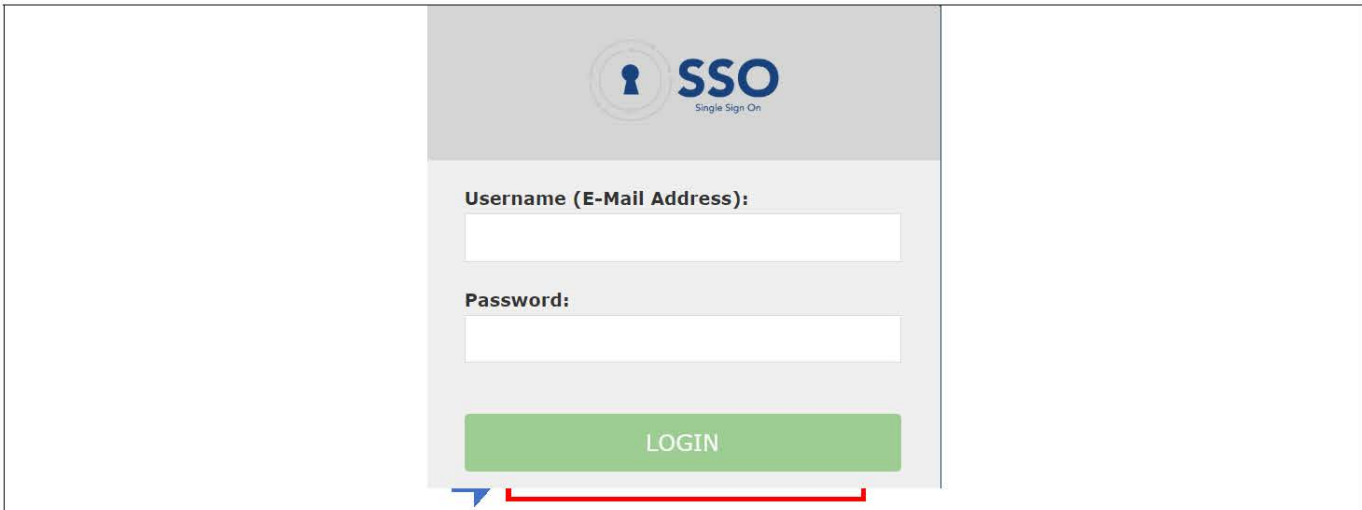 SSO
Single Sign On
Username (E-Mail Address):
Password:
LOGIN